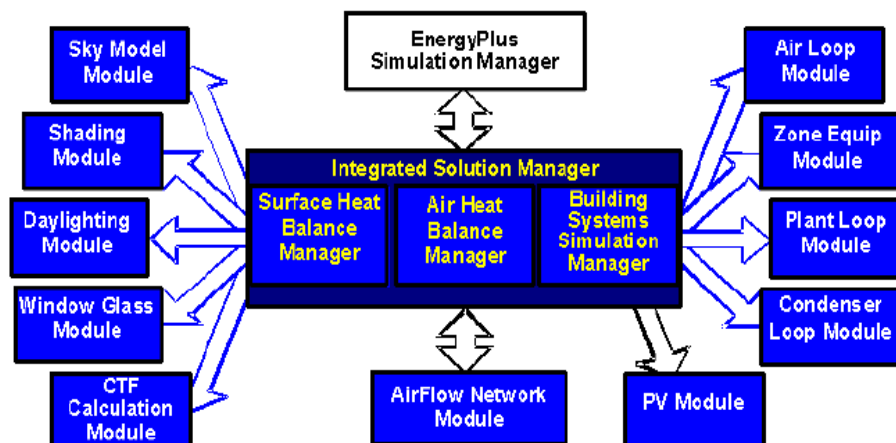 Sky Model
Module
EnergyPlus
Simulation Manager
Air Loop
Module
Shading
Module
Zone Equip
Module
Integrated Solution Manager
Surface Heat
Balance
Manager
Air Heat
Balance
Manager
Building
Systems
Simulation
Manager
Daylighting
Module
Plant Loop
Module
Window Glass
Module
Condenser
Loop Module
CTF
Calculation
Module
AirFlow Network
Module
PV Module